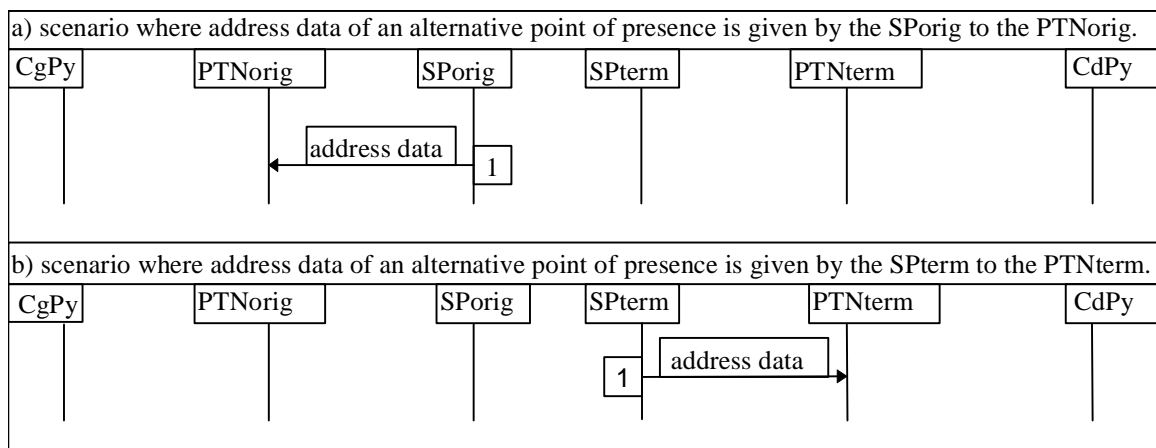 a) scenario where address data of an alternative point of presence is given by the SPorig to the PTNorig.
CgPy PTNorig SPorig SPterm PTNterm CdPy
address data
1
b) scenario where address data of an alternative point of presence is given by the SPterm to the PTNterm.
CgPy PTNorig SPorig SPterm PTNterm CdPy
address data
1